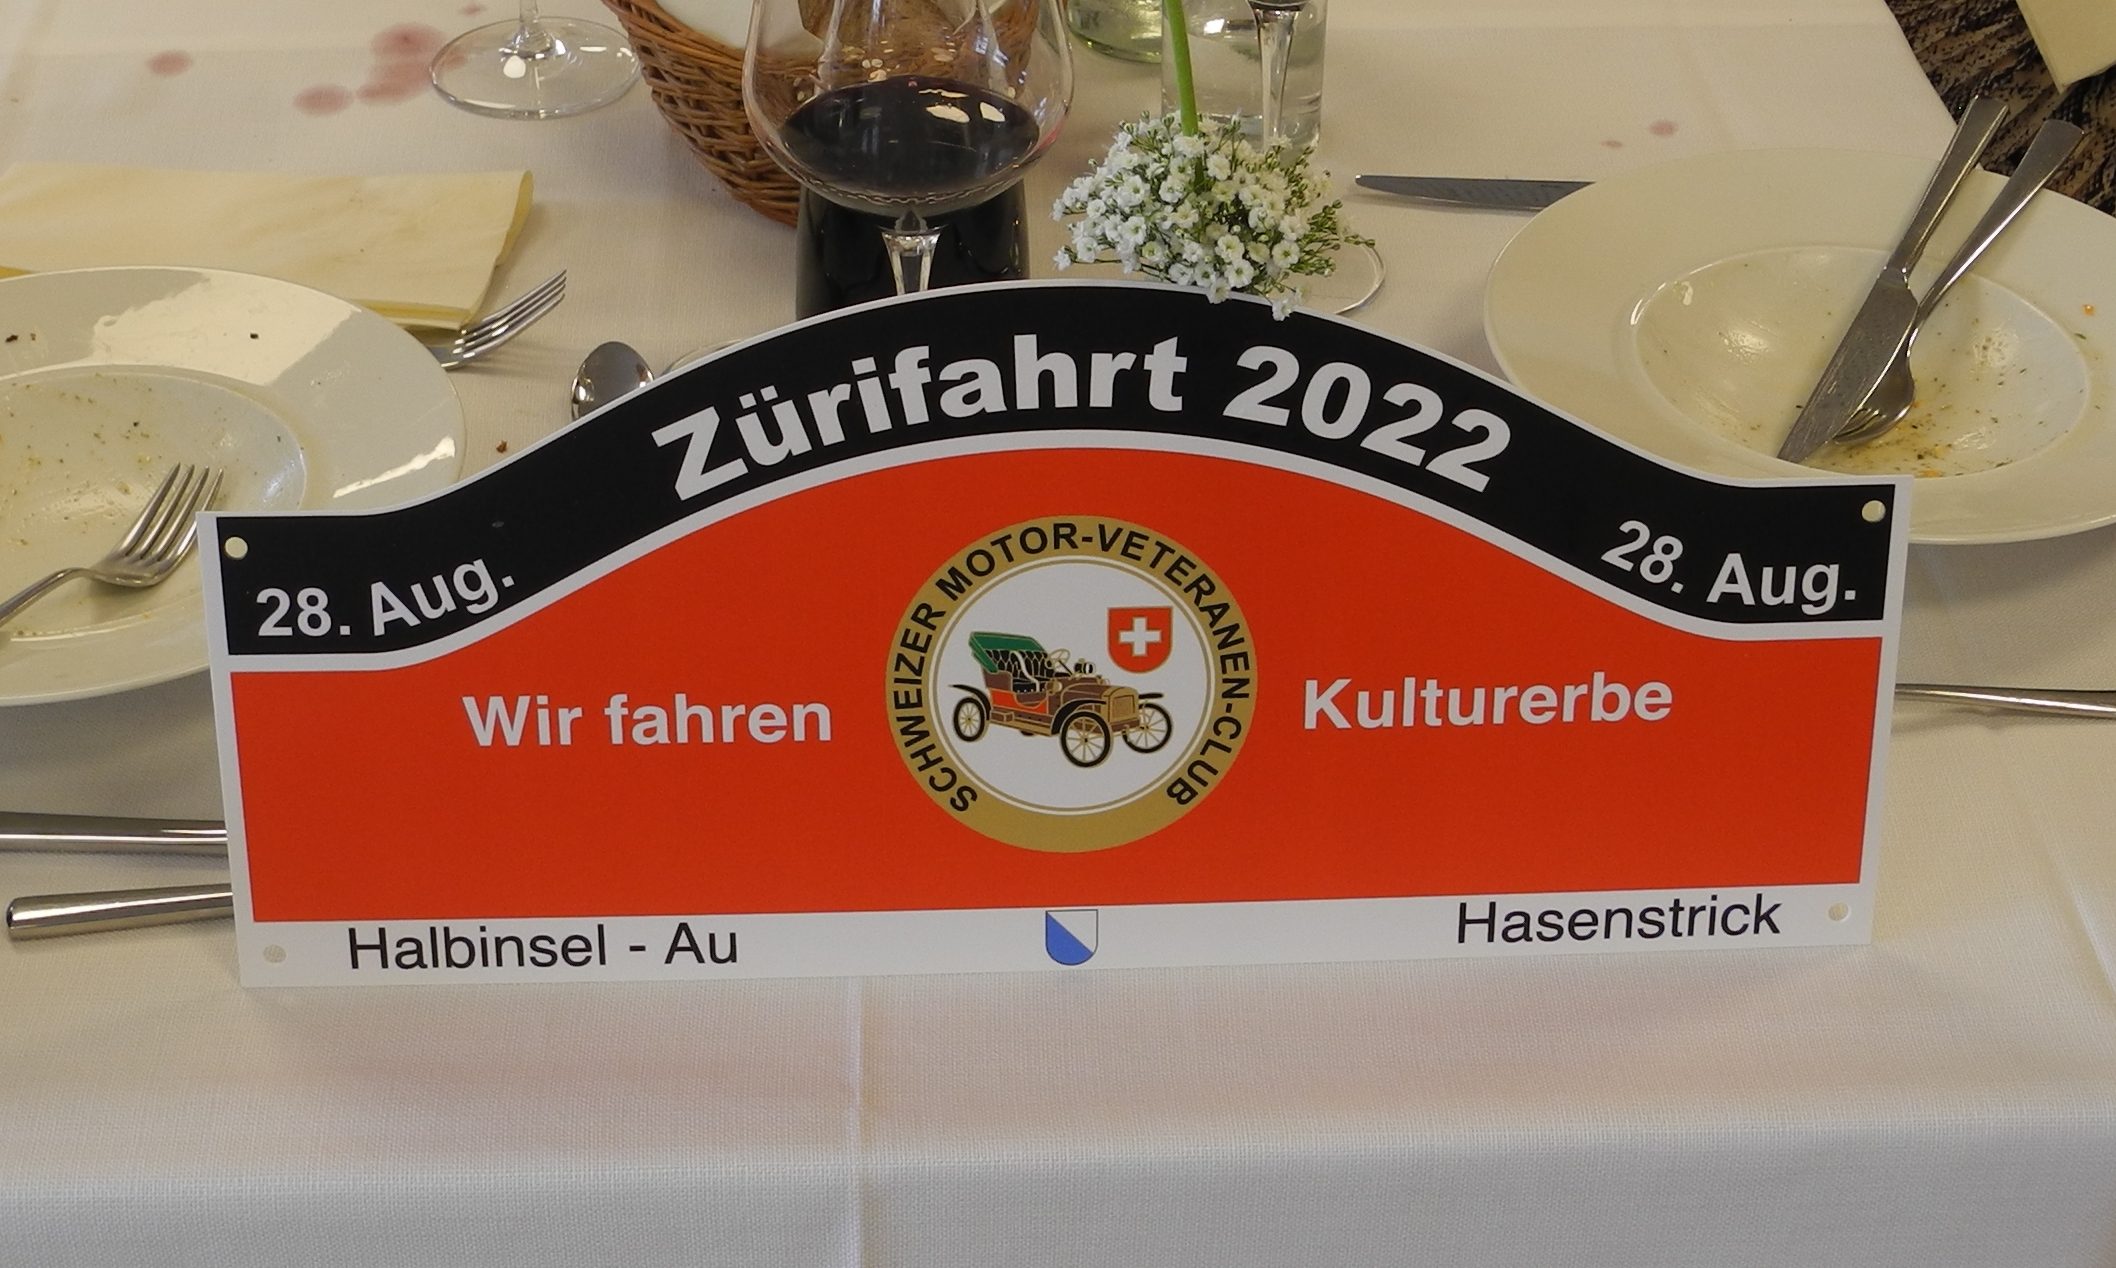 Zürifahrt 2022
28. Aug.
28. Aug.
SCHWEIZER MOTOR-VETERANEN-CLUB
Wir fahren
Kulturerbe
Halbinsel - Au
Hasenstrick